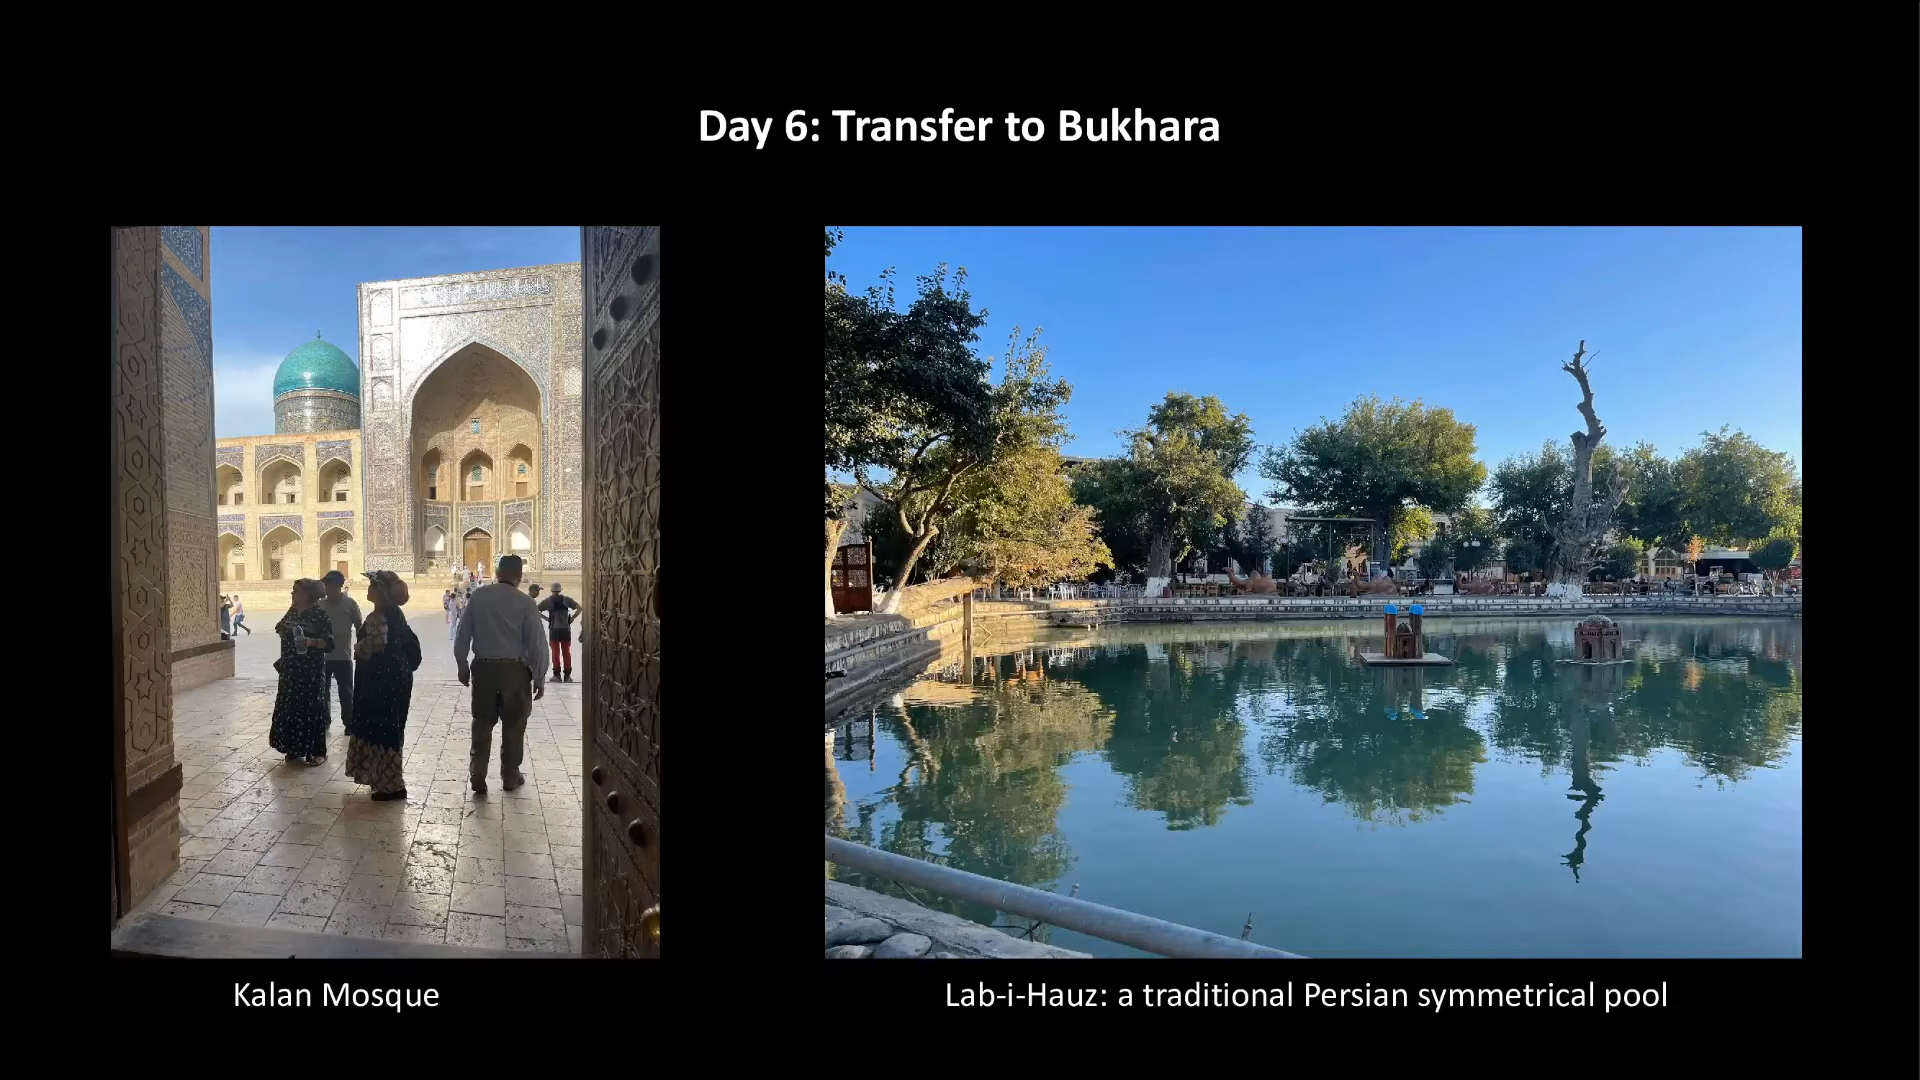 Day 6: Transfer to Bukhara
Kalan Mosque
Lab-i-Hauz: a traditional Persian symmetrical pool